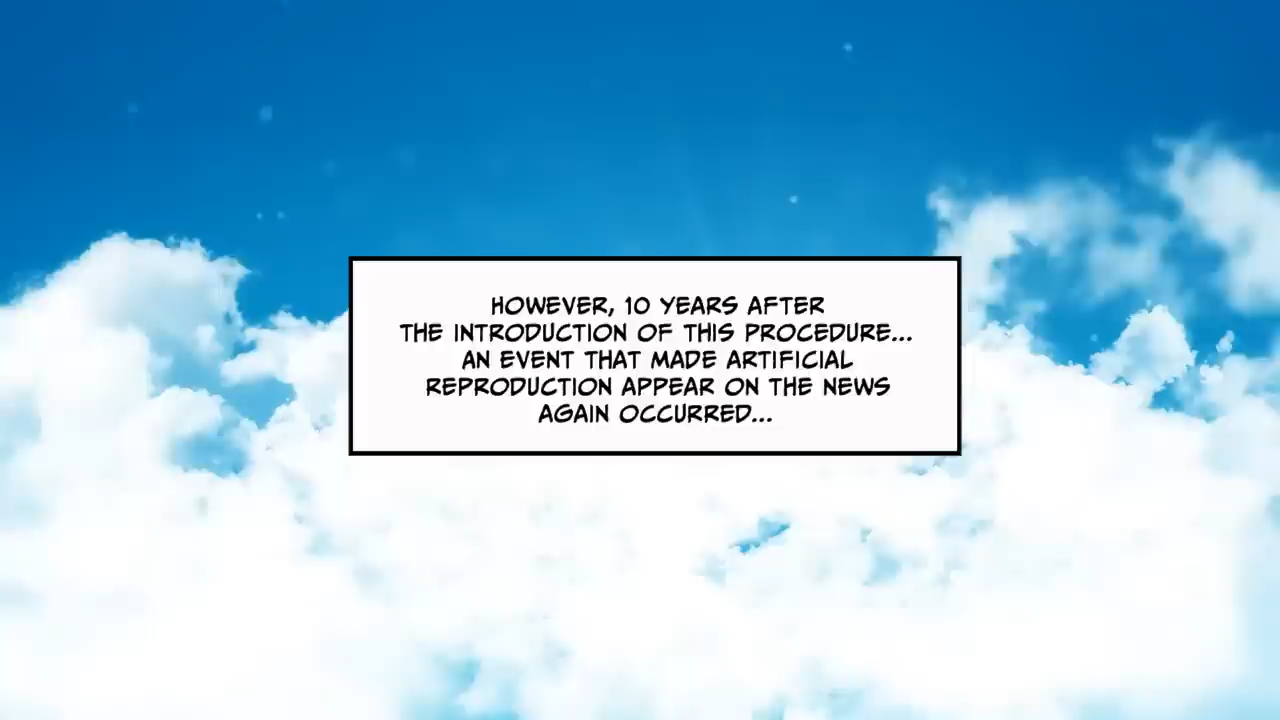 HOWEVER, 10 YEARS AFTER
THE INTRODUCTION OF THIS PROCEDURE...
AN EVENT THAT MADE ARTIFICIAL
REPRODUCTION APPEAR ON THE NEWS
AGAIN OCCURRED...